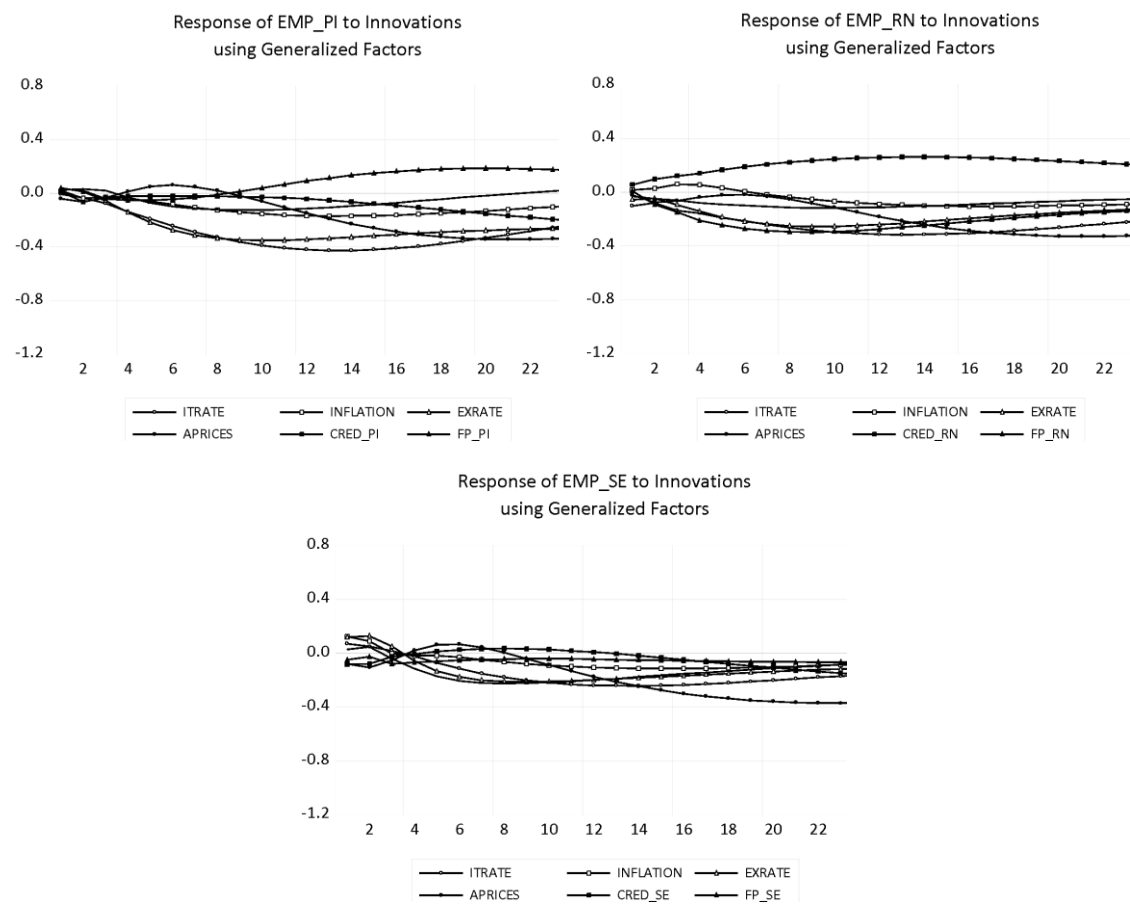 Response of EMP_PI to Innovations
using Generalized Factors
0.8
0.4
0.0
-0.4
-0.8
-1.2
2 4 6 8 10 12 14 16 18 20 22
ITRATE INFLATION EXRATE
APRICES CRED_PI FP_PI
Response of EMP_RN to Innovations
using Generalized Factors
0.8
0.4
0.0
-0.4
-0.8
-1.2
2 4 6 8 10 12 14 16 18 20 22
ITRATE INFLATION EXRATE
APRICES CRED_RN FP_RN
Response of EMP_SE to Innovations
using Generalized Factors
0.8
0.4
0.0
-0.4
-0.8
-1.2
2 4 6 8 10 12 14 16 18 20 22
ITRATE INFLATION EXRATE
APRICES CRED_SE FP_SE